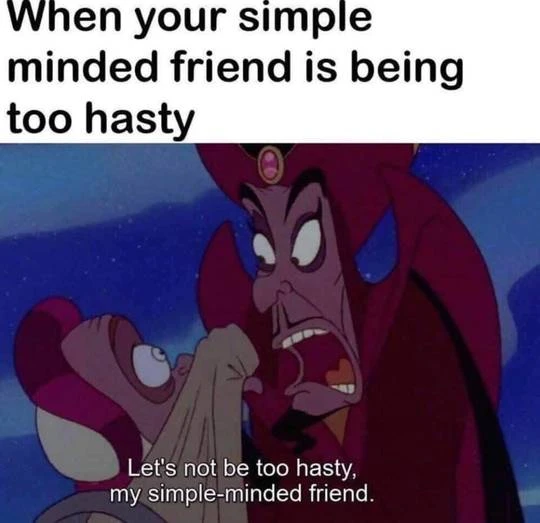 When your simple
minded friend is being
too hasty
Let's not be too hasty,
my simple-minded friend.